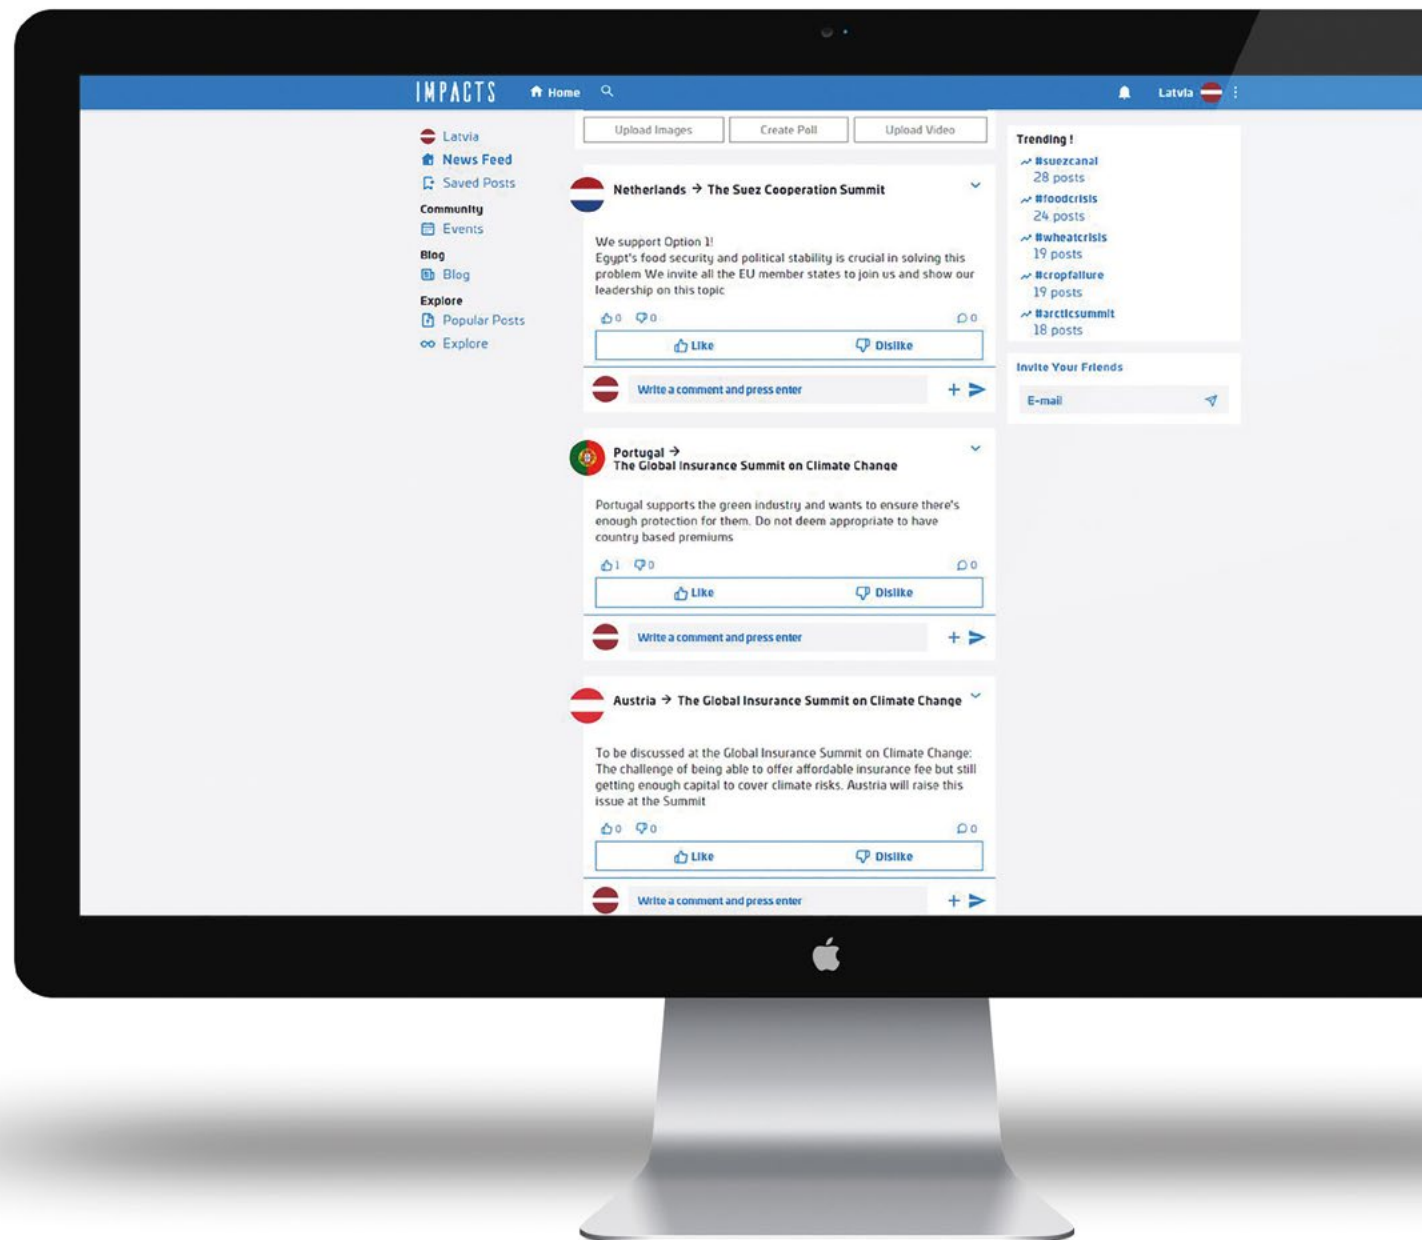 IMPACTS
Home
Latvia
Latvia
News Feed
Saved Posts
Community
Events
Blog
Blog
Explore
Popular Posts
Explore
Upload Images
Create Poll
Upload Video
Netherlands → The Suez Cooperation Summit
We support Option 1!
Egypt's food security and political stability is crucial in solving this
problem We invite all the EU member states to join us and show our
leadership on this topic
0 0 0
Like
Dislike
Write a comment and press enter
Portugal →
The Global Insurance Summit on Climate Change
Portugal supports the green industry and wants to ensure there's
enough protection for them. Do not deem appropriate to have
country based premiums
1 0 0
Like
Dislike
Write a comment and press enter
Austria → The Global Insurance Summit on Climate Change
To be discussed at the Global Insurance Summit on Climate Change:
The challenge of being able to offer affordable insurance fee but still
getting enough capital to cover climate risks. Austria will raise this
issue at the Summit
0 0 0
Like
Dislike
Write a comment and press enter
Trending !
#suezcanal
28 posts
#foodcrisis
24 posts
#wheatcrisis
19 posts
#cropfailure
19 posts
#arcticsummit
18 posts
Invite Your Friends
E-mail